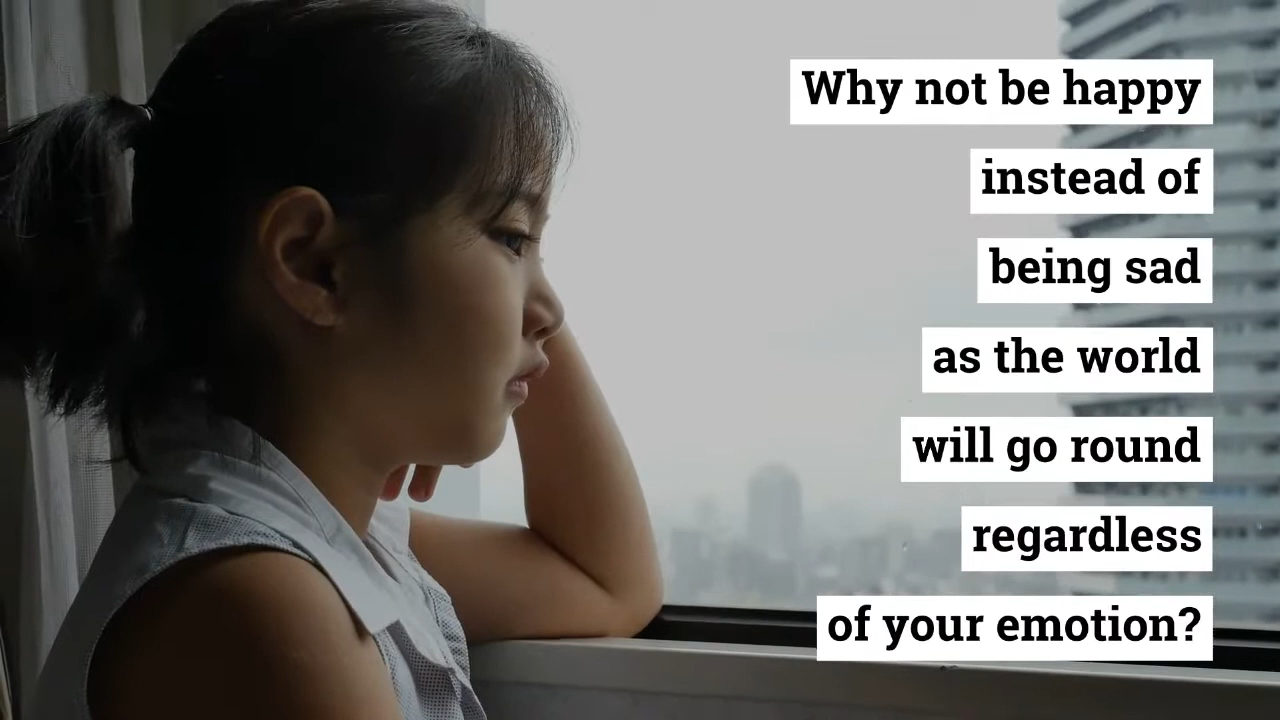 Why not be happy
instead of
being sad
as the world
will go round
regardless
of your emotion?